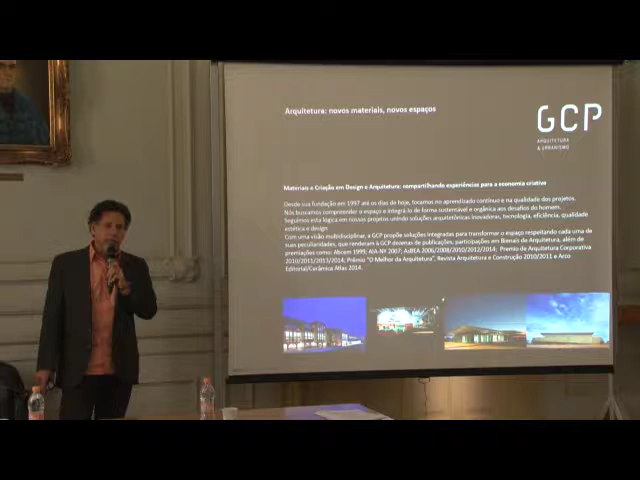 Arquitetura: novos materiais, novos espaços
GCP
ARQUITETURA
& URBANISMO
Materiais e Criação em Design e Arquitetura: compartilhando experiências para a economia criativa
Desde sua fundação em 1997 até os dias de hoje, focamos no aprendizado contínuo e na qualidade dos projetos.
Nós buscamos compreender o espaço e integrá-lo de forma sustentável e orgânica aos desafios do homem.
Seguimos esta lógica em nossos projetos unindo soluções arquitetônicas inovadoras, tecnologia, eficiência, qualidade
estética e design
Com uma visão multidisciplinar, a GCP propõe soluções integradas para transformar o espaço respeitando cada uma de
suas peculiaridades, que renderam à GCP dezenas de publicações, participações em Bienais de Arquitetura, além de
premiações como: Abcem 1999; AIA-NY 2007; AsBEA 2006/2008/2010/2012/2014; Premio de Arquitetura Corporativa
2010/2011/2013/2014; Prêmio "O Melhor da Arquitetura", Revista Arquitetura e Construção 2010/2011 e Arco
Editorial/Cerâmica Atlas 2014.